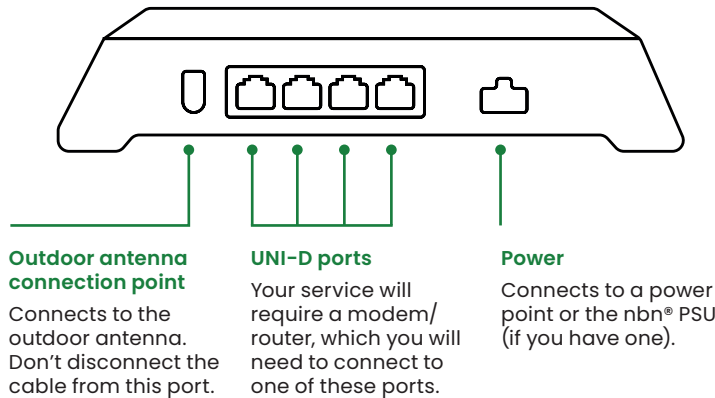 Outdoor antenna
connection point
Connects to the
outdoor antenna.
Don’t disconnect the
cable from this port.
UNI-D ports
Your service will
require a modem/
router, which you will
need to connect to
one of these ports.
Power
Connects to a power
point or the nbn® PSU
(if you have one).